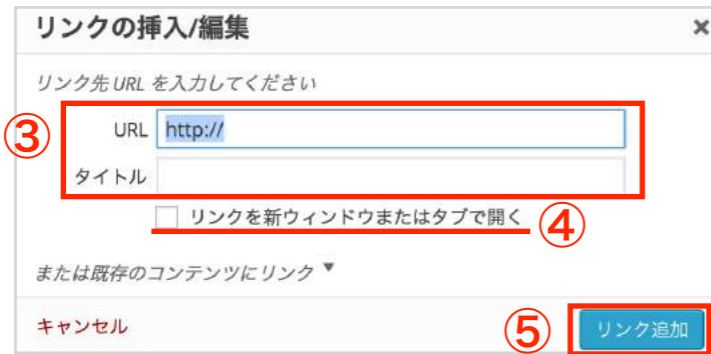 リンクの挿入/編集 ×
リンク先 URL を入力してください
③ URL http://
タイトル
リンクを新ウィンドウまたはタブで開く ④
または既存のコンテンツにリンク ▼
キャンセル ⑤ リンク追加